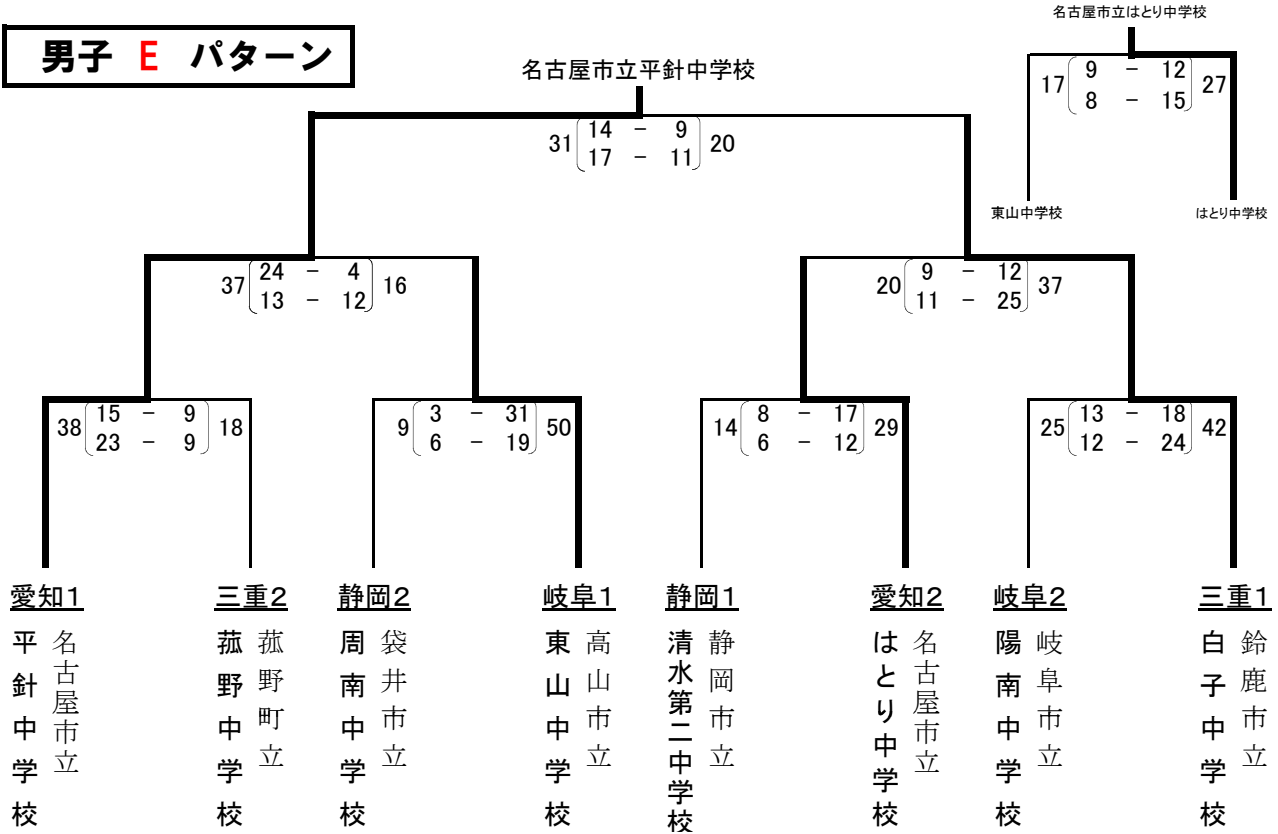 男子 E パターン
名古屋市立はとり中学校
17 9 - 12 27
8 - 15
東山中学校 はとり中学校
名古屋市立平針中学校
31 14 - 9 20
17 - 11
37 24 - 4 16
13 - 12
20 9 - 12 37
11 - 25
38 15 - 9 18
23 - 9
9 3 - 31 50
6 - 19
14 8 - 17 29
6 - 12
25 13 - 18 42
12 - 24
愛知1
名古屋市立
平針中学校
三重2
菰野町立
菰野中学校
静岡2
袋井市立
周南中学校
岐阜1
高山市立
東山中学校
静岡1
静岡市立
清水第二中学校
愛知2
名古屋市立
はとり中学校
岐阜2
岐阜市立
陽南中学校
三重1
鈴鹿市立
白子中学校